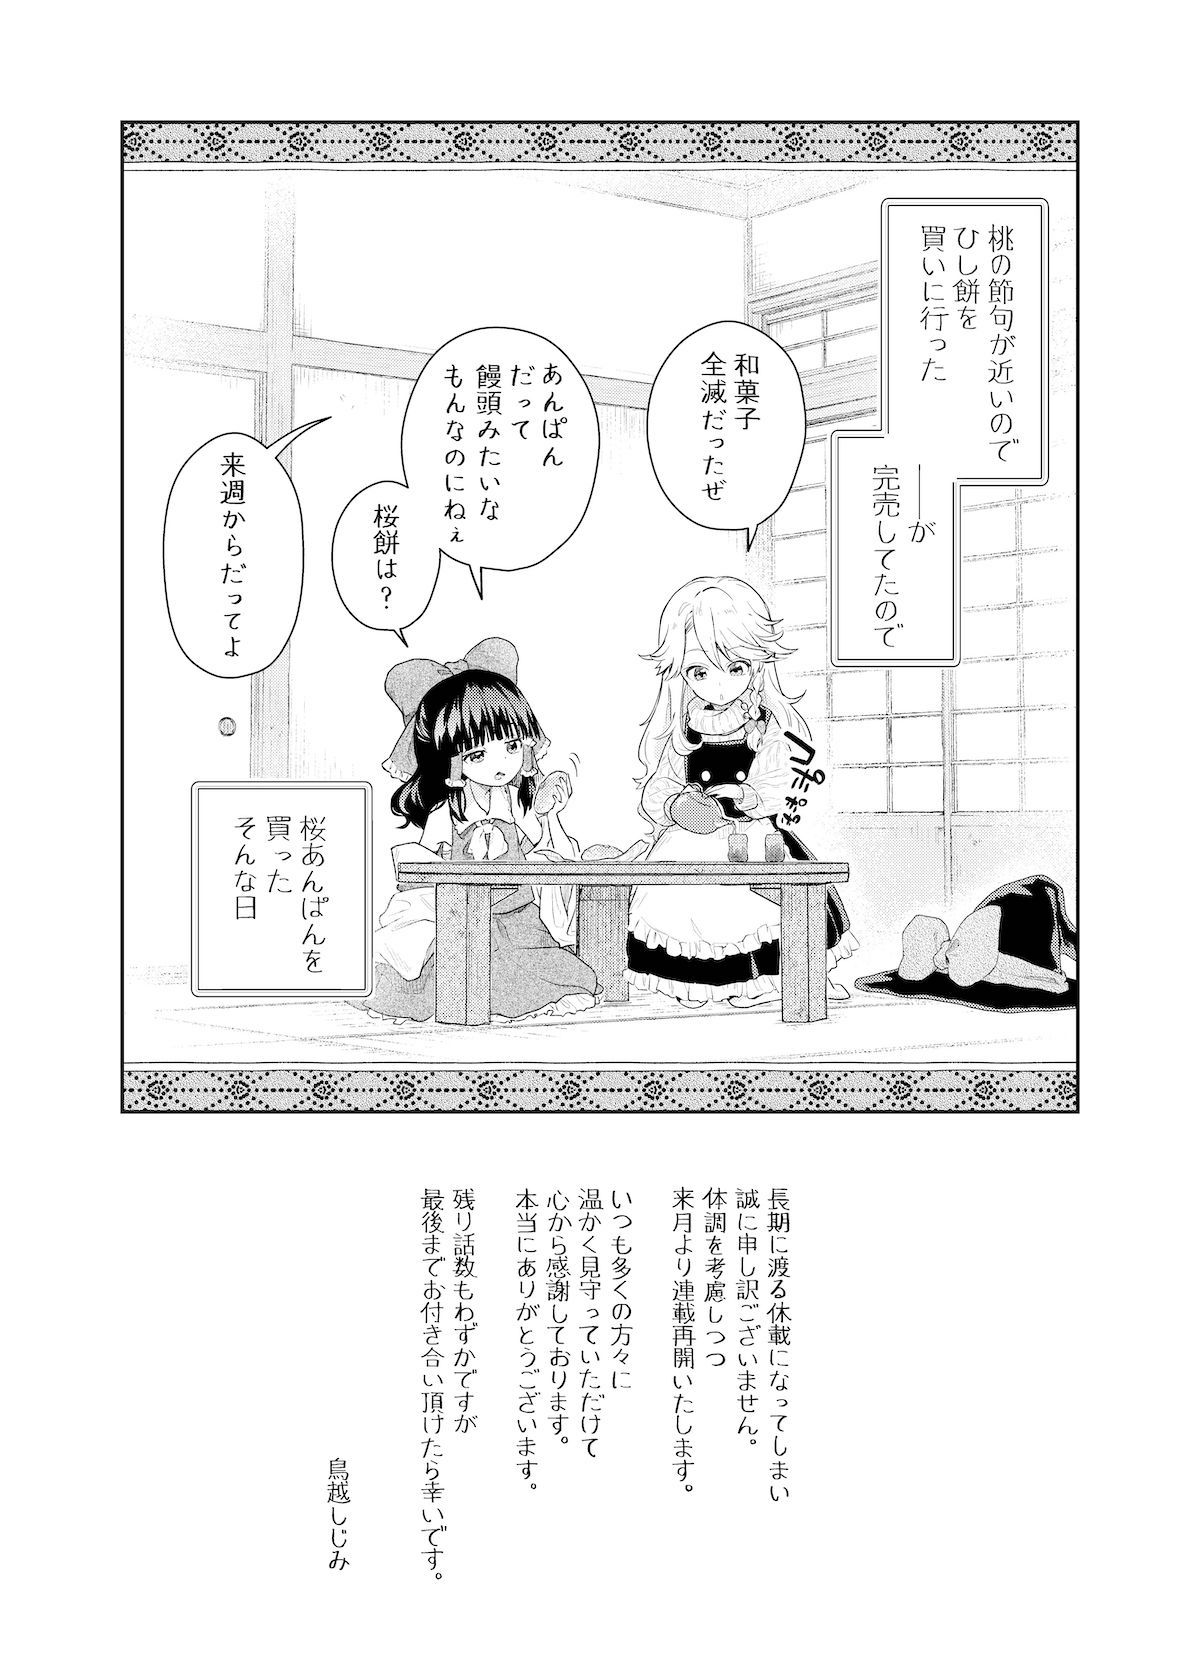 桃の節句が近いので
ひし餅を
買いに行った
――が
完売してたので
和菓子
全滅だったぜ
あんぱん
だって
饅頭みたいな
もんなのにねぇ
桜餅は?
来週からだってよ
ぽわぽわ
桜あんぱんを
買った
そんな日
長期に渡る休載になってしまい
誠に申し訳ございません。
体調を考慮しつつ
来月より連載再開いたします。
いつも多くの方々に
温かく見守っていただけて
心から感謝しております。
本当にありがとうございます。
残り話数もわずかですが
最後までお付き合い頂けたら幸いです。
鳥越しじみ